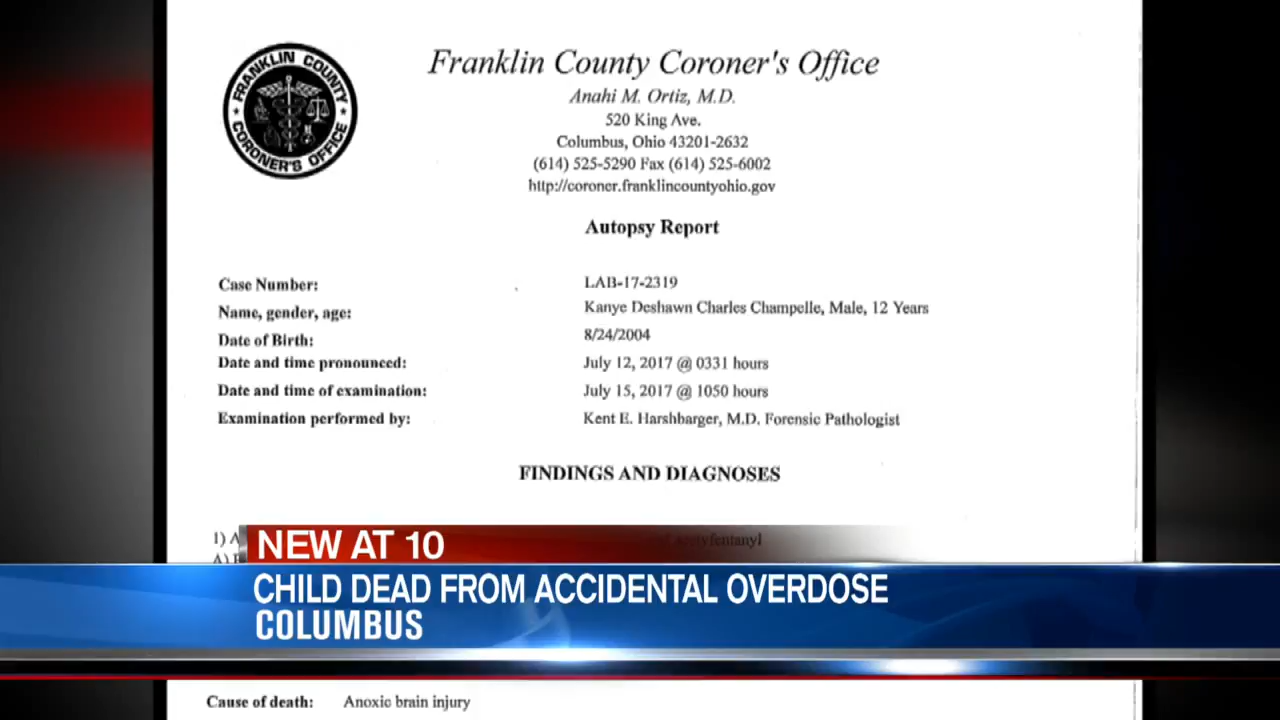 FRANKLIN COUNTY
CORONER'S OFFICE
Franklin County Coroner's Office
Anahi M. Ortiz, M.D.
520 King Ave.
Columbus, Ohio 43201-2632
(614) 525-5290 Fax (614) 525-6002
http://coroner.franklincountyohio.gov
Autopsy Report
Case Number: LAB-17-2319
Name, gender, age: Kanye Deshawn Charles Champelle, Male, 12 Years
Date of Birth: 8/24/2004
Date and time pronounced: July 12, 2017 @ 0331 hours
Date and time of examination: July 15, 2017 @ 1050 hours
Examination performed by: Kent E. Harshbarger, M.D. Forensic Pathologist
FINDINGS AND DIAGNOSES
1) A
NEW AT 10
CHILD DEAD FROM ACCIDENTAL OVERDOSE
COLUMBUS
Cause of death: Anoxic brain injury